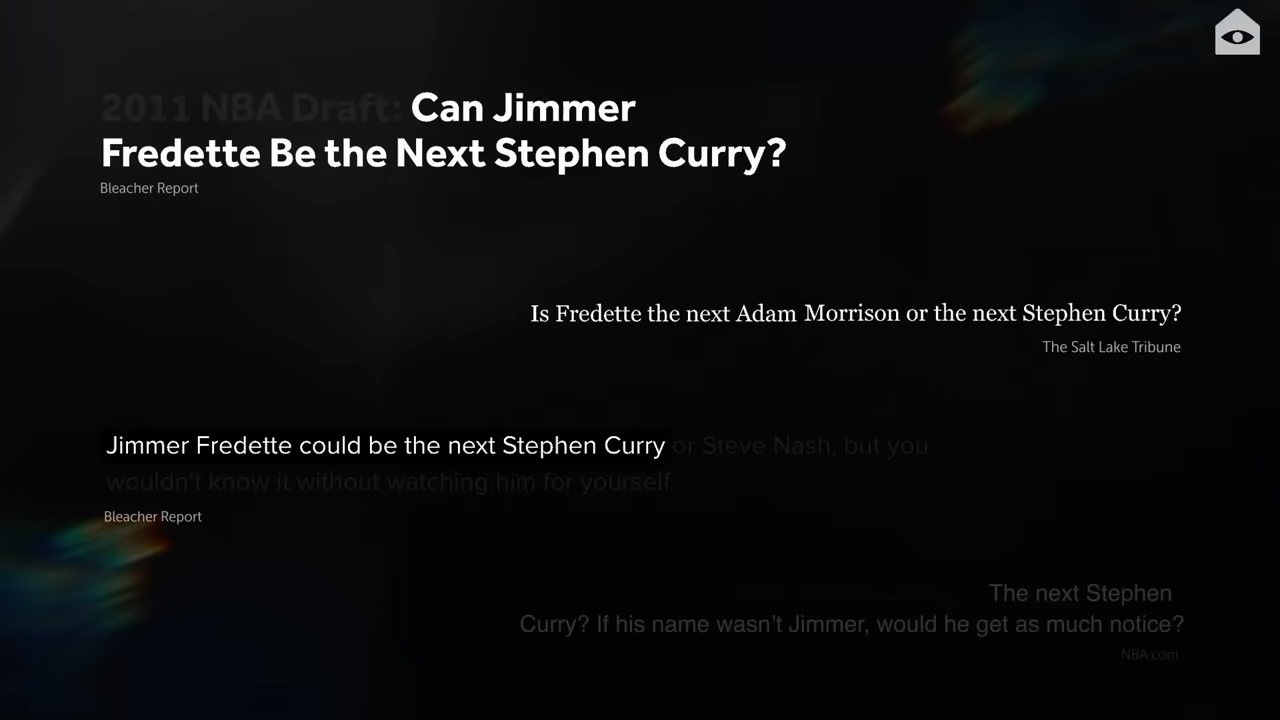 2011 NBA Draft: Can Jimmer
Fredette Be the Next Stephen Curry?
Bleacher Report
Is Fredette the next Adam Morrison or the next Stephen Curry?
The Salt Lake Tribune
Jimmer Fredette could be the next Stephen Curry or Steve Nash, but you
wouldn't know it without watching him for yourself.
Bleacher Report
The next Stephen
Curry? If his name wasn’t Jimmer, would he get as much notice?
NBA.com